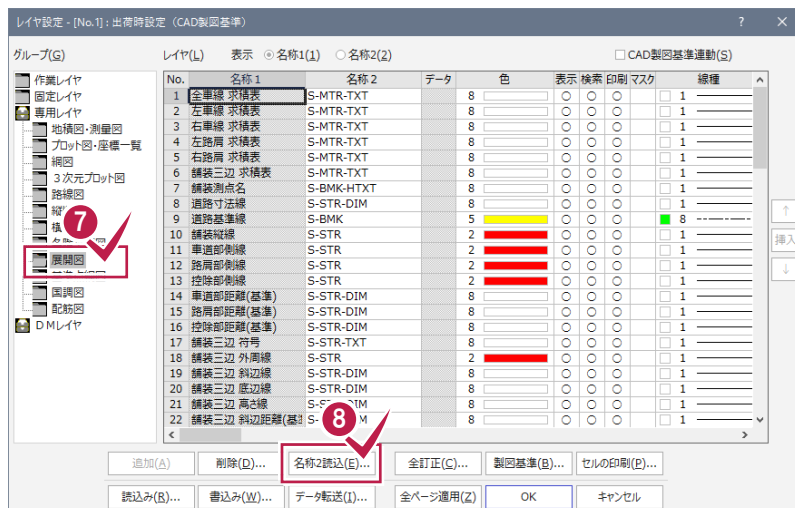 レイヤ設定 - [No.1] : 出荷時設定（CAD製図基準） ? ×
グループ(G) レイヤ(L) 表示 名称1(1) 名称2(2) CAD製図基準連動(S)
作業レイヤ
固定レイヤ
専用レイヤ
地積図・測量図
プロット図・座標一覧
網図
３次元プロット図
路線図
7
展開図
国調図
配筋図
ＤＭレイヤ
No. 名称１ 名称２ データ 色 表示 検索 印刷 マスク 線種
1 全車線 求積表 S-MTR-TXT 8 ○ ○ ○ 1
2 左車線 求積表 S-MTR-TXT 8 ○ ○ ○ 1
3 右車線 求積表 S-MTR-TXT 8 ○ ○ ○ 1
4 左路肩 求積表 S-MTR-TXT 8 ○ ○ ○ 1
5 右路肩 求積表 S-MTR-TXT 8 ○ ○ ○ 1
6 舗装三辺 求積表 S-MTR-TXT 8 ○ ○ ○ 1
7 舗装測点名 S-BMK-HTXT 8 ○ ○ ○ 1
8 道路寸法線 S-STR-DIM 8 ○ ○ ○ 1
9 道路基準線 S-BMK 5 ○ ○ ○ 8
10 舗装縦線 S-STR 2 ○ ○ ○ 1
11 車道部側線 S-STR 2 ○ ○ ○ 1
12 路肩部側線 S-STR 2 ○ ○ ○ 1
13 控除部側線 S-STR 2 ○ ○ ○ 1
14 車道部距離(基準) S-STR-DIM 8 ○ ○ ○ 1
15 路肩部距離(基準) S-STR-DIM 8 ○ ○ ○ 1
16 控除部距離(基準) S-STR-DIM 8 ○ ○ ○ 1
17 舗装三辺 符号 S-STR-TXT 8 ○ ○ ○ 1
18 舗装三辺 外周線 S-STR 2 ○ ○ ○ 1
19 舗装三辺 斜辺線 S-STR-DIM 8 ○ ○ ○ 1
20 舗装三辺 底辺線 S-STR-DIM 8 ○ ○ ○ 1
21 舗装三辺 高さ線 8 ○ ○ ○ 1
22 舗装三辺 斜辺距離(基 8 ○ ○ ○ 1
8
↑
挿入
↓
追加(A) 削除(D)... 名称2読込(E)... 全訂正(C)... 製図基準(B)... セルの印刷(P)...
読込み(R)... 書込み(W)... データ転送(I)... 全ページ適用(Z) OK キャンセル